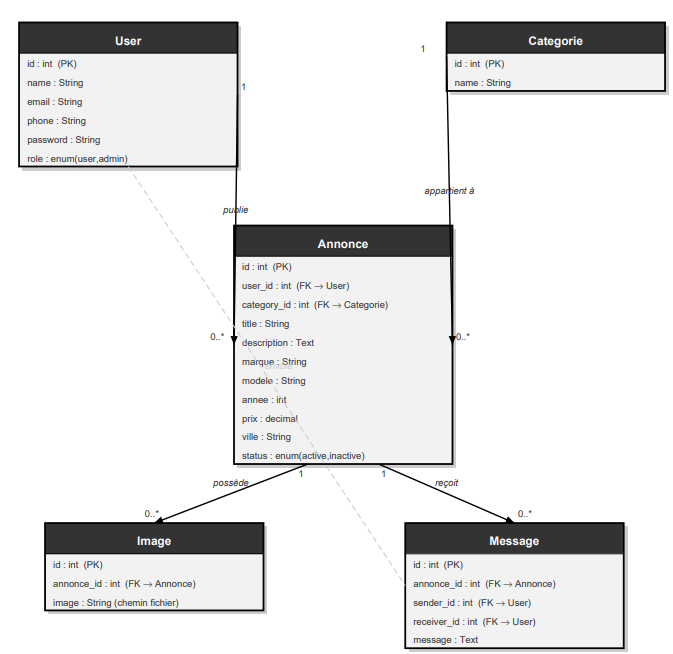 User
id : int (PK)
name : String
email : String
phone : String
password : String
role : enum(user,admin)
1
Categorie
id : int (PK)
name : String
1
publie
appartient à
Annonce
id : int (PK)
user_id : int (FK → User)
category_id : int (FK → Categorie)
title : String
description : Text
marque : String
modele : String
annee : int
prix : decimal
ville : String
status : enum(active,inactive)
0..*
0..*
envoie
possède
1
1
reçoit
0..*
0..*
Image
id : int (PK)
annonce_id : int (FK → Annonce)
image : String (chemin fichier)
Message
id : int (PK)
annonce_id : int (FK → Annonce)
sender_id : int (FK → User)
receiver_id : int (FK → User)
message : Text